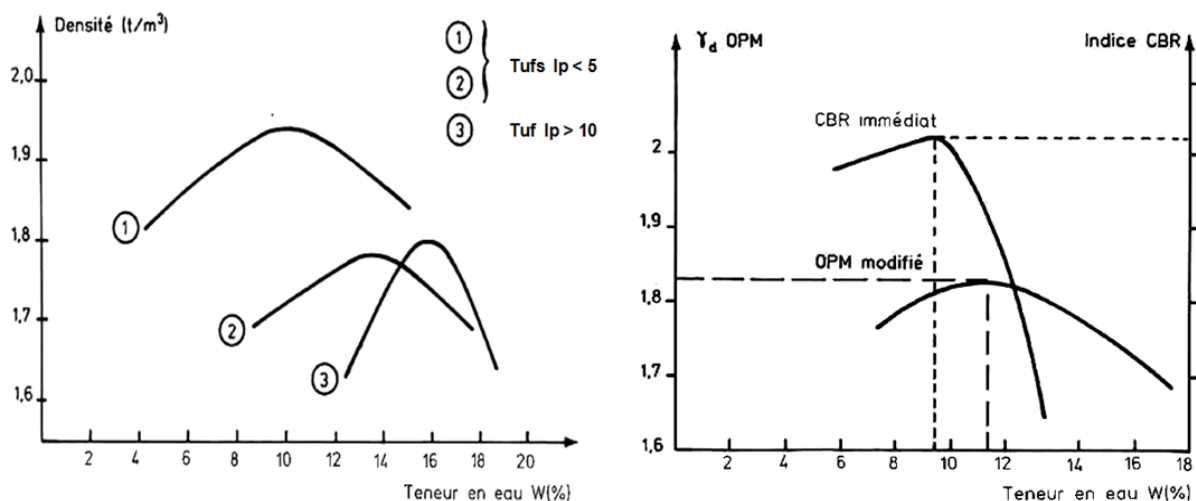 Densité (t/m³)
2,0
1,9
1,8
1,7
1,6
2 4 6 8 10 12 14 16 18 20
Teneur en eau W(%)
1
2
Tufs Ip < 5
3
Tuf Ip > 10
1
2
3
γd OPM
Indice CBR
CBR immédiat
2
1,9
OPM modifié
1,8
1,7
1,6
2 4 6 8 10 12 14 16 18
Teneur en eau W(%)